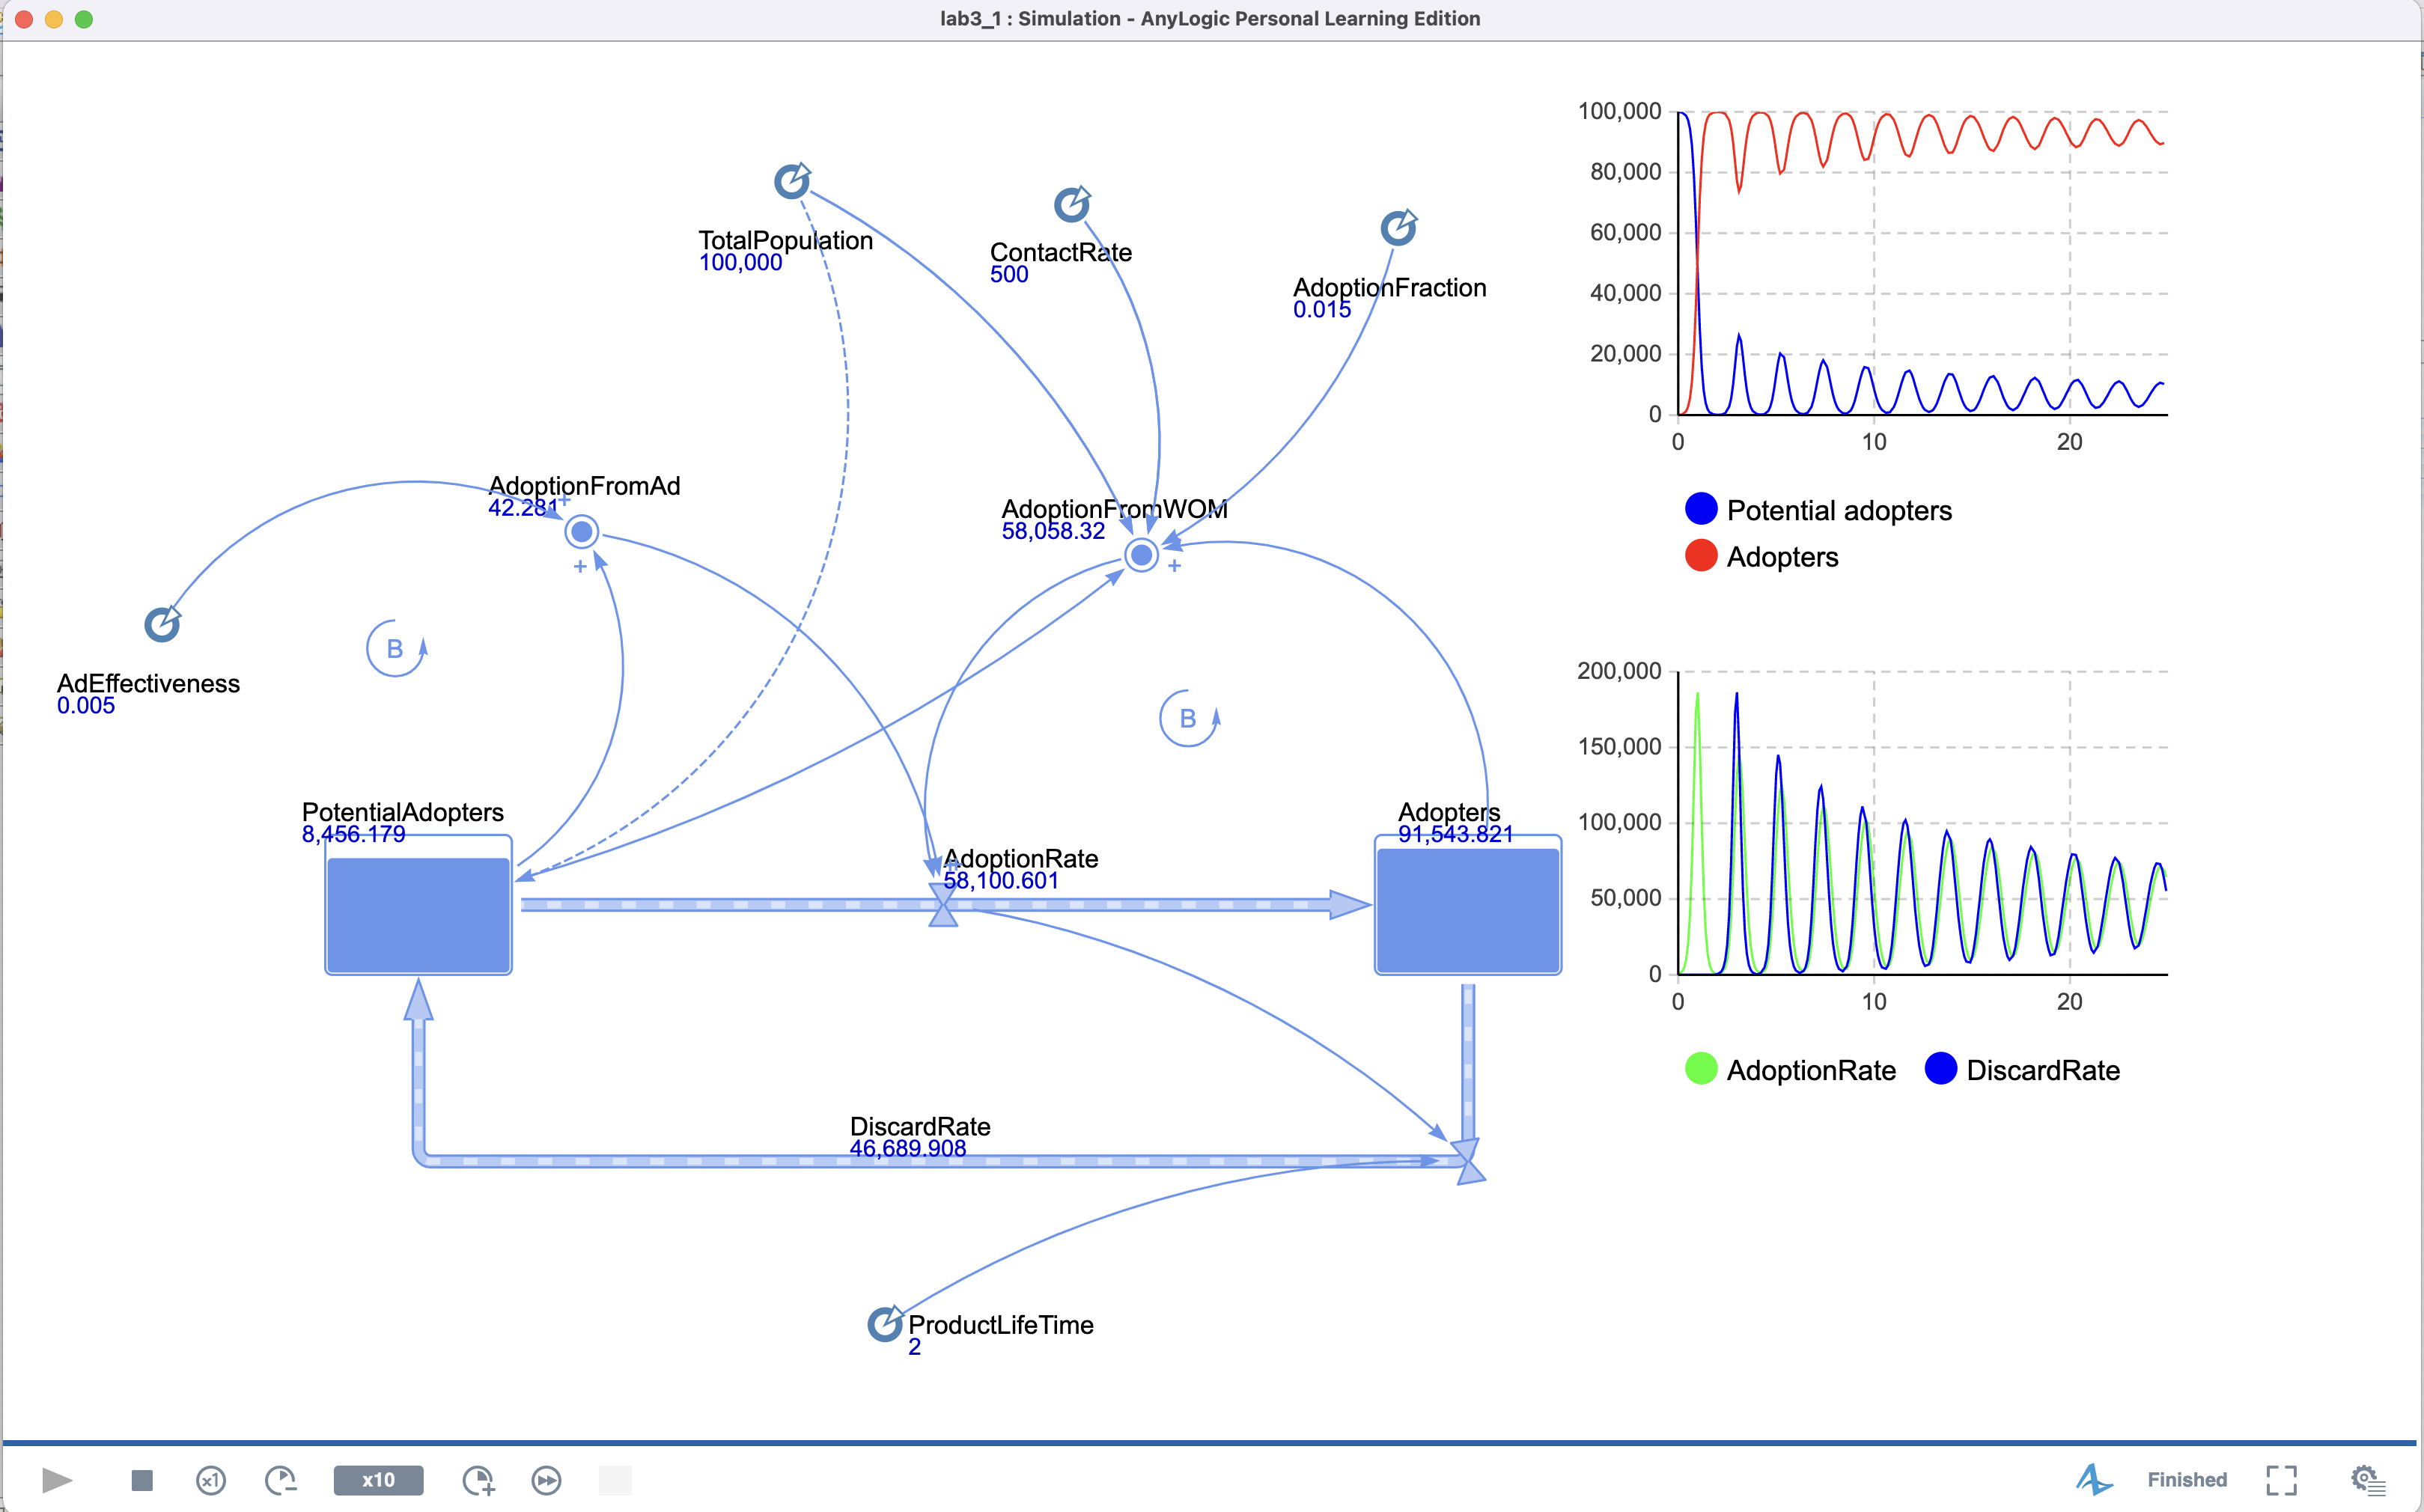 lab3_1 : Simulation - AnyLogic Personal Learning Edition
TotalPopulation
100,000
ContactRate
500
AdoptionFraction
0.015
AdoptionFromAd
42.281
+
+
AdoptionFromWOM
58,058.32
+
AdEffectiveness
0.005
B
B
PotentialAdopters
8,456.179
AdoptionRate
58,100.601
Adopters
91,543.821
DiscardRate
46,689.908
ProductLifeTime
2
100,000
80,000
60,000
40,000
20,000
0
0 10 20
Potential adopters
Adopters
200,000
150,000
100,000
50,000
0
0 10 20
AdoptionRate DiscardRate
x1 x10 Finished